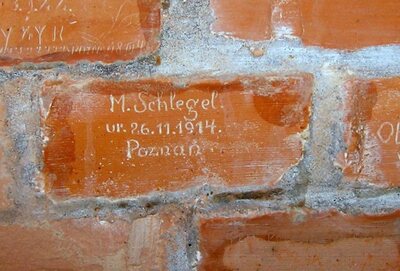 M. Schlegel.
ur. 26.11.1914.
Poznań.